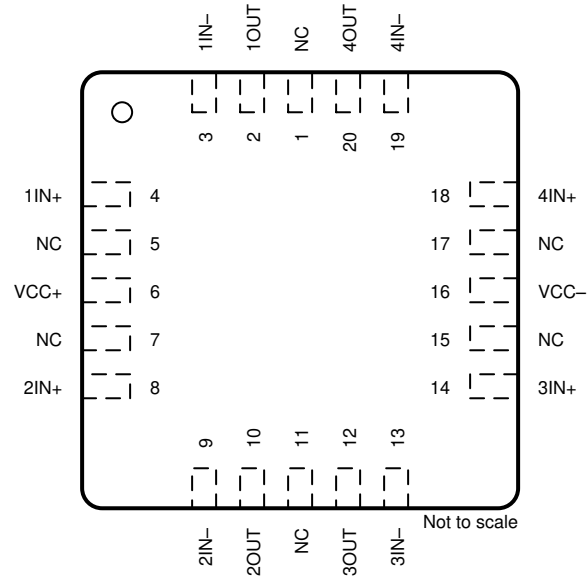 1IN–
1OUT
NC
4OUT
4IN–
3
2
1
20
19
1IN+ 4
18 4IN+
NC 5
17 NC
VCC+ 6
16 VCC–
NC 7
15 NC
2IN+ 8
14 3IN+
9
10
11
12
13
2IN–
2OUT
NC
3OUT
3IN–
Not to scale